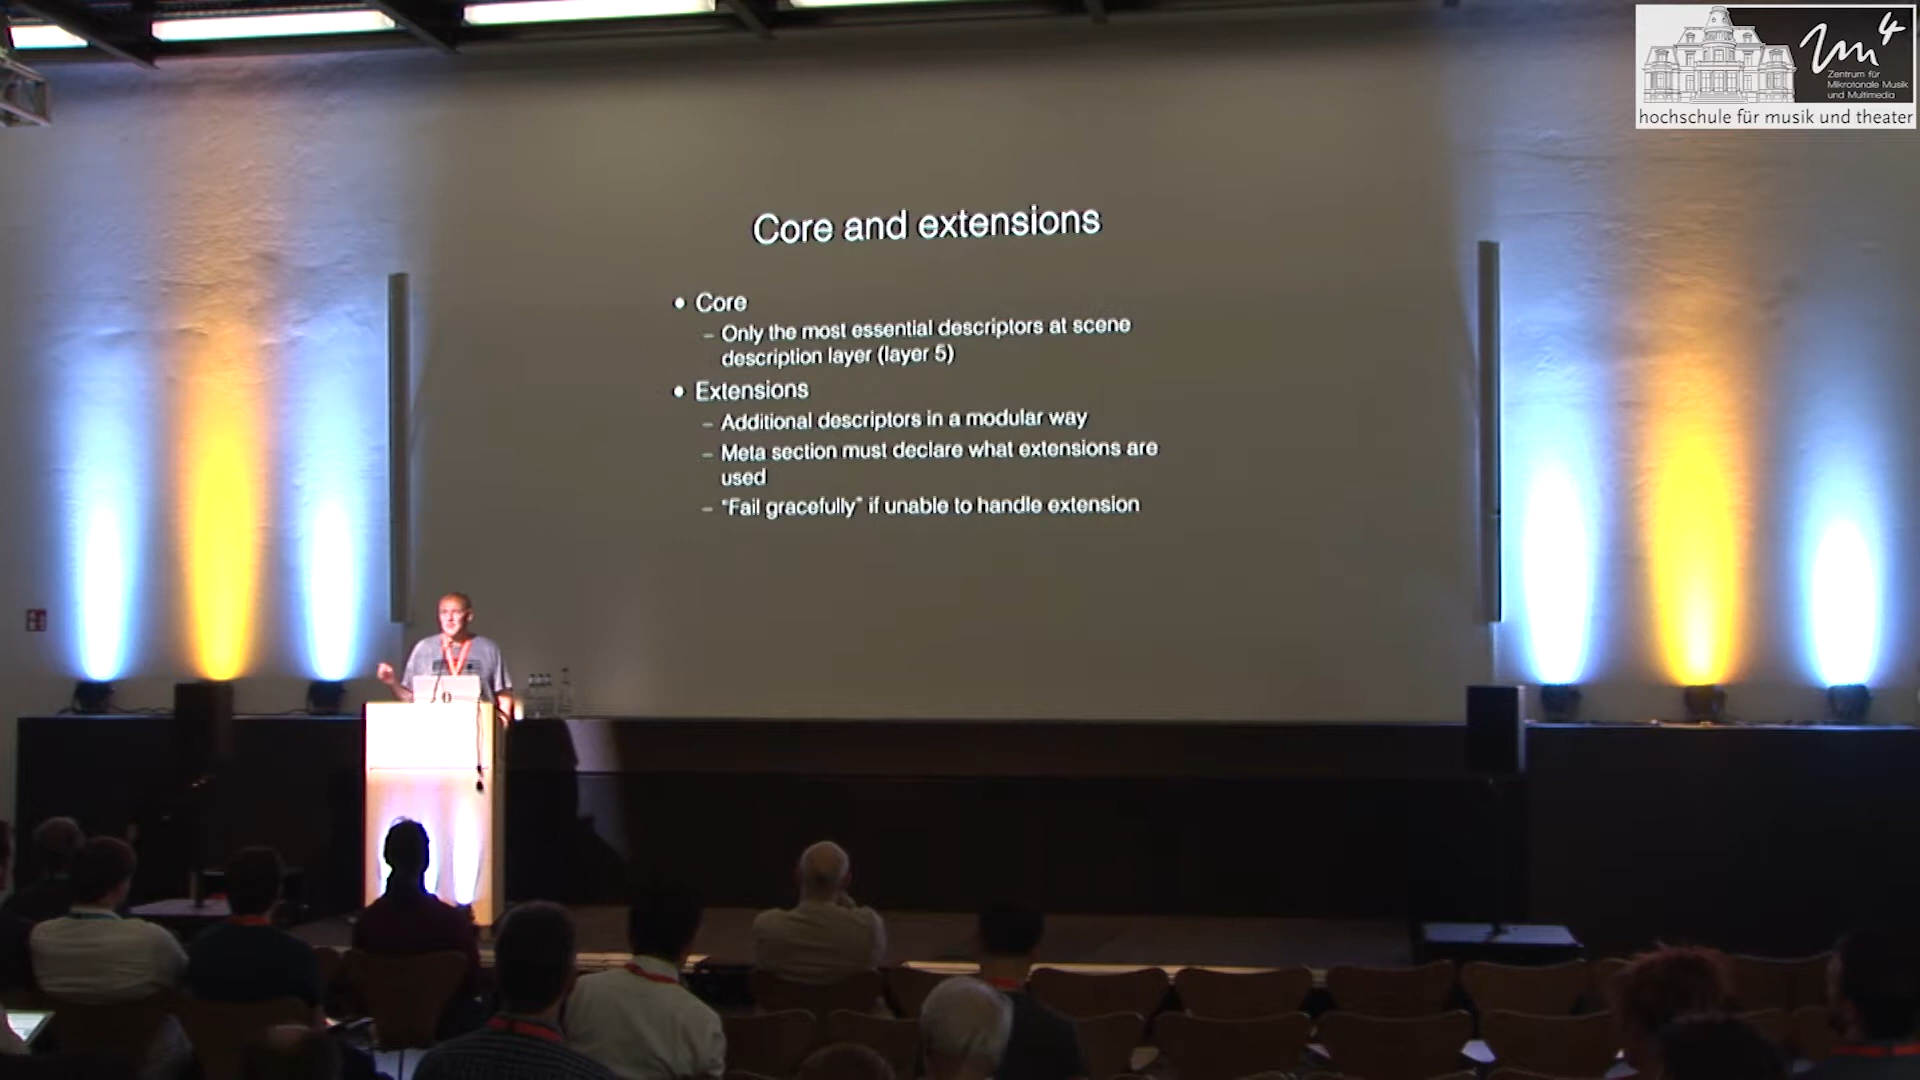 m4
Zentrum für
Mikrotonale Musik
und Multimedia
hochschule für musik und theater
Core and extensions
• Core
– Only the most essential descriptors at scene
description layer (layer 5)
• Extensions
– Additional descriptors in a modular way
– Meta section must declare what extensions are
used
– “Fail gracefully” if unable to handle extension